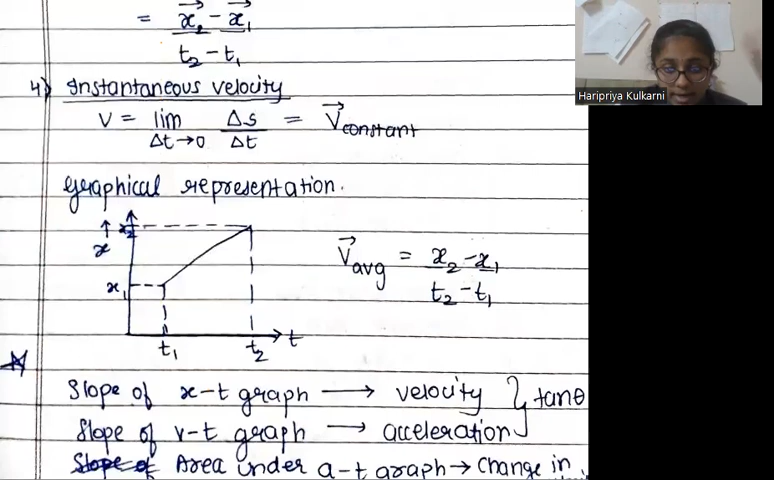 = x₂ - x₁
t₂ - t₁
4) Instantaneous velocity
V = lim Δs = V constant
Δt→0 Δt
Graphical representation.
↑ x₂
x
x₁
t₁ t₂ t
V avg = x₂ - x₁
t₂ - t₁
Slope of x-t graph → velocity } tanθ
Slope of v-t graph → acceleration
Slope of Area under a-t graph → change in
Haripriya Kulkarni